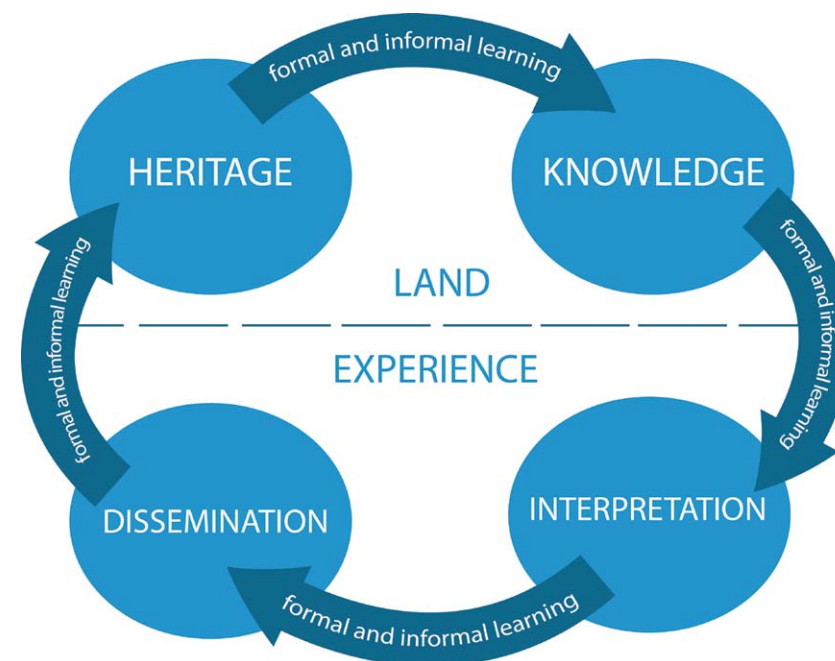 formal and informal learning
HERITAGE
KNOWLEDGE
formal and informal learning
formal and informal learning
LAND
EXPERIENCE
DISSEMINATION
INTERPRETATION
formal and informal learning